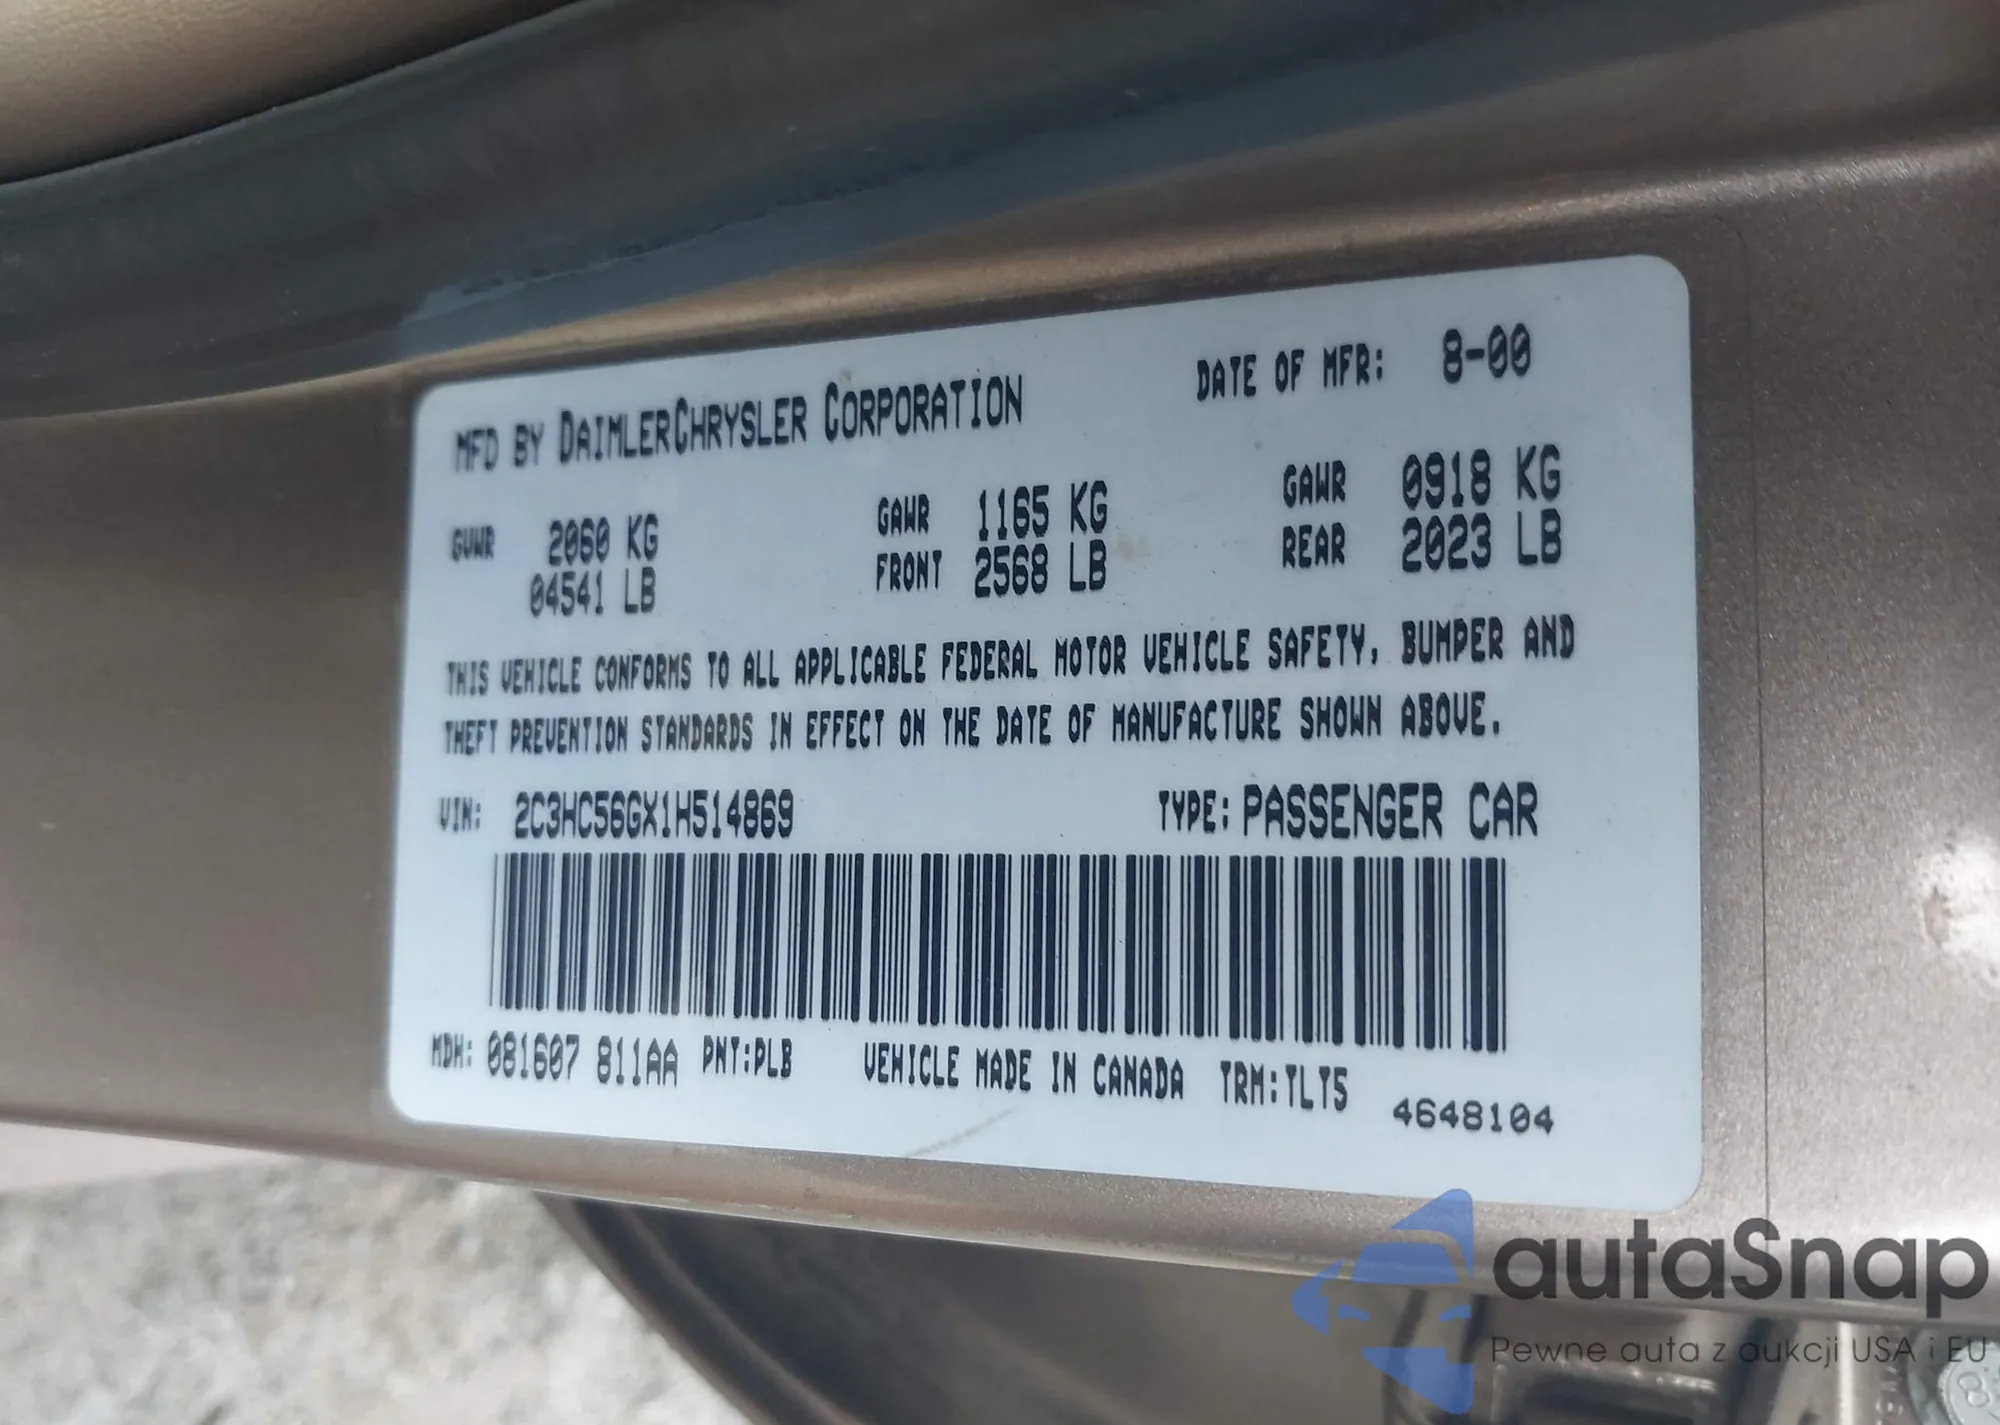 MFD BY DAIMLERCHRYSLER CORPORATION DATE OF MFR: 8-00
GVWR 2060 KG GAWR 1165 KG GAWR 0918 KG
04541 LB FRONT 2568 LB REAR 2023 LB
THIS VEHICLE CONFORMS TO ALL APPLICABLE FEDERAL MOTOR VEHICLE SAFETY, BUMPER AND
THEFT PREVENTION STANDARDS IN EFFECT ON THE DATE OF MANUFACTURE SHOWN ABOVE.
VIN: 2C3HC56GX1H514869 TYPE: PASSENGER CAR
MDH: 081607 811AA PNT:PLB VEHICLE MADE IN CANADA TRM:TLT5 4648104
autaSnap
Pewne auta z aukcji USA i EU